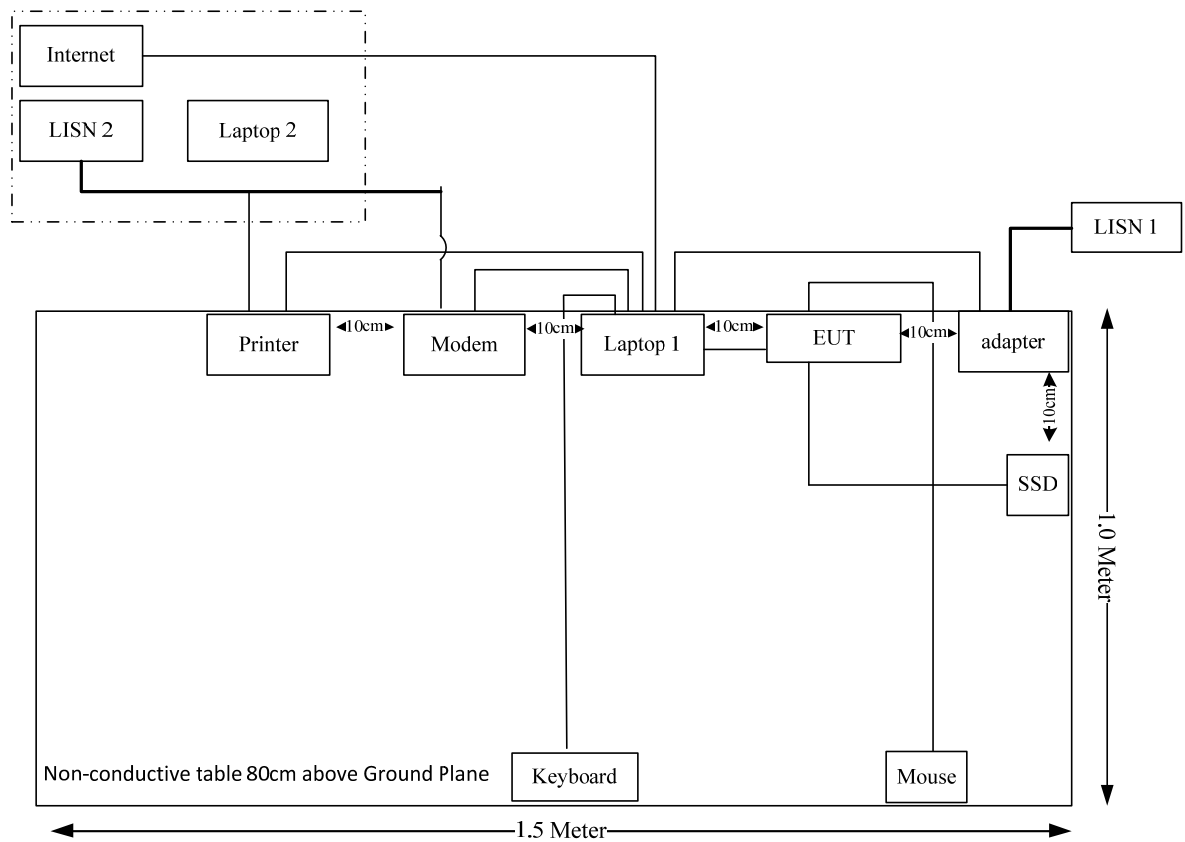 Internet
LISN 2
Laptop 2
LISN 1
10cm
10cm
10cm
10cm
Printer
Modem
Laptop 1
EUT
adapter
10cm
SSD
1.0 Meter
Non-conductive table 80cm above Ground Plane
Keyboard
Mouse
1.5 Meter